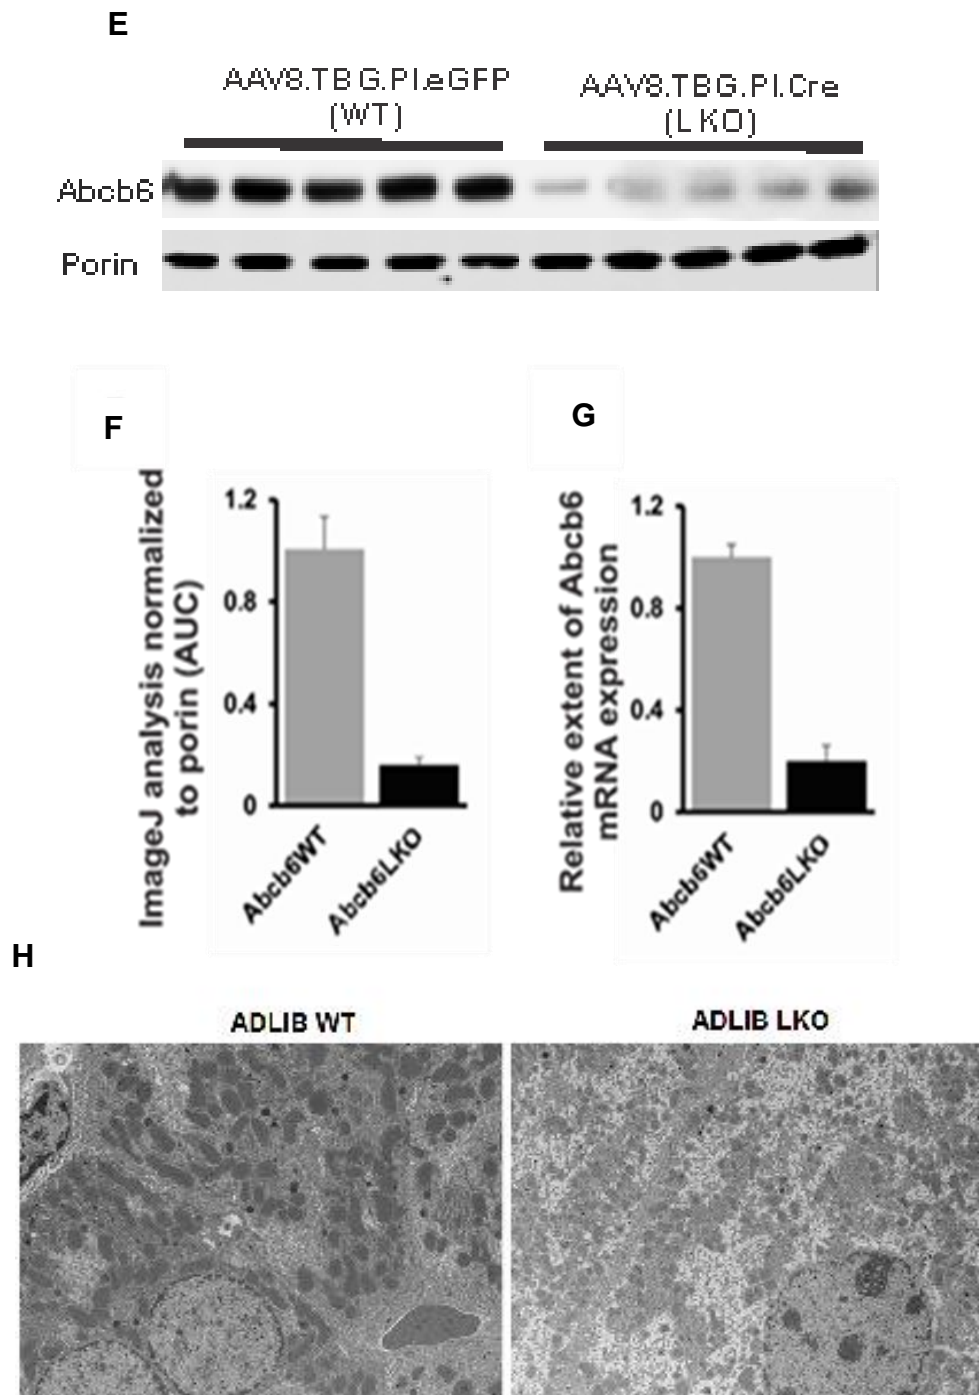 E
AAV8.TBG.PI.eGFP
(WT)
AAV8.TBG.PI.Cre
(LKO)
Abcb6
Porin
F
ImageJ analysis normalized
to porin (AUC)
1.2
0.8
0.4
0
Abcb6WT
Abcb6LKO
G
Relative extent of Abcb6
mRNA expression
1.2
0.8
0.4
0
Abcb6WT
Abcb6LKO
H
ADLIB WT
ADLIB LKO